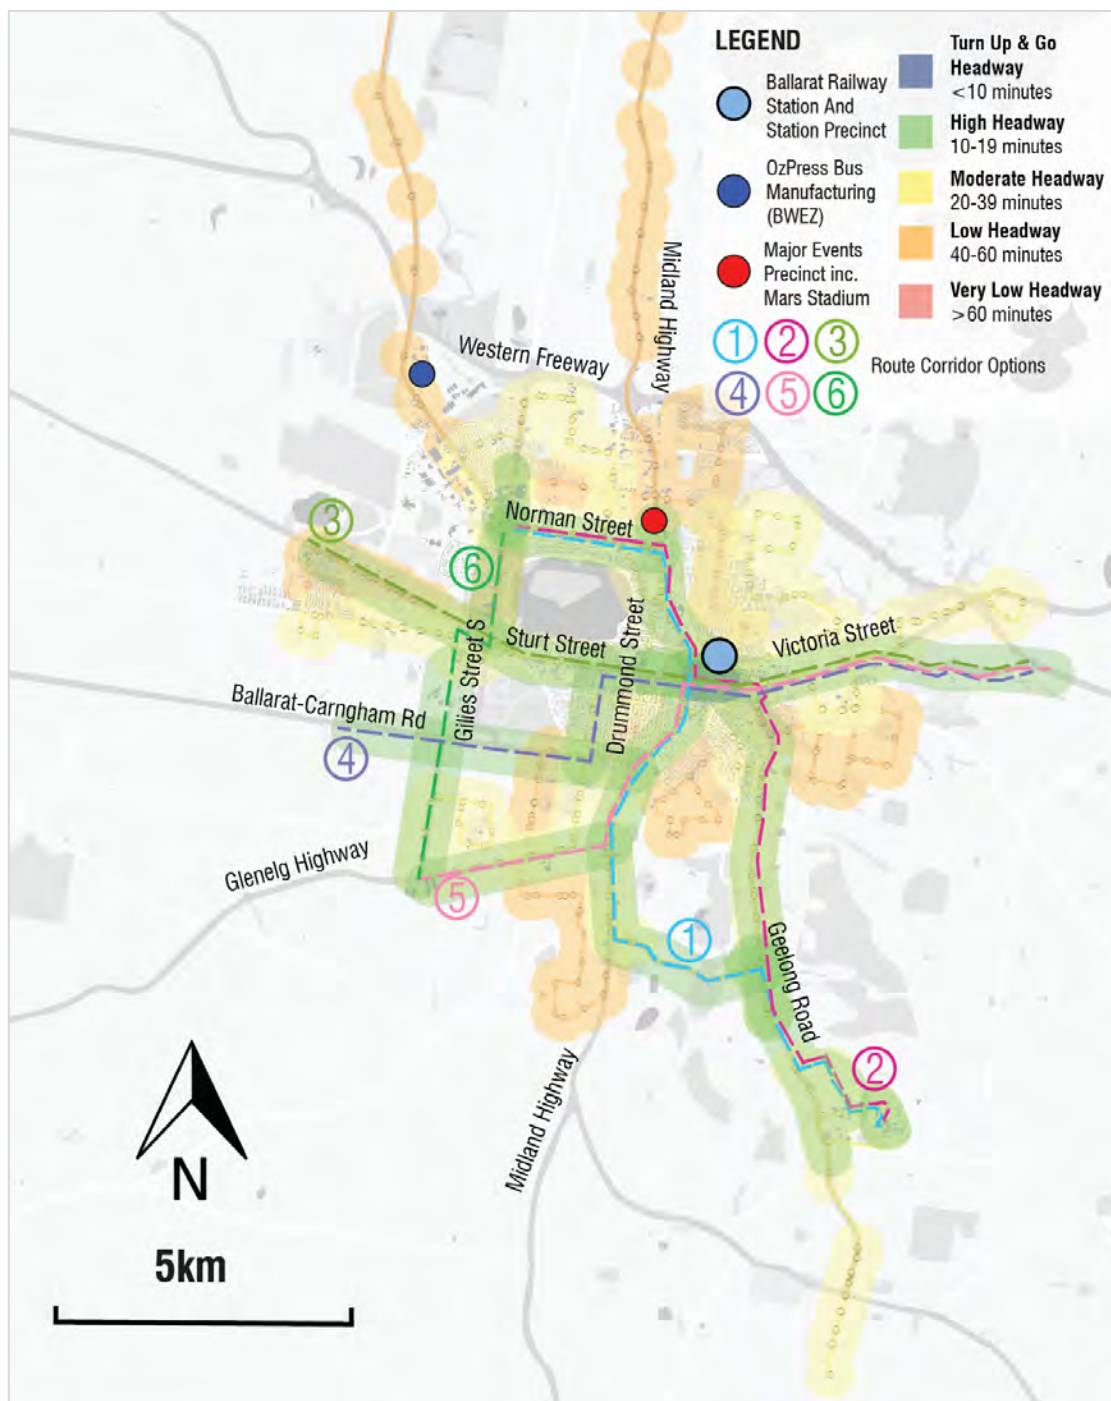 LEGEND
Ballarat Railway
Station And
Station Precinct
OzPress Bus
Manufacturing
(BWEZ)
Major Events
Precinct inc.
Mars Stadium
1 2 3
4 5 6
Route Corridor Options
Turn Up & Go
Headway
<10 minutes
High Headway
10-19 minutes
Moderate Headway
20-39 minutes
Low Headway
40-60 minutes
Very Low Headway
>60 minutes
Midland Highway
Western Freeway
Norman Street
3
6
Drummond Street
Sturt Street
Victoria Street
Gillies Street S
Ballarat-Carngham Rd
4
Glenelg Highway
5
1
Geelong Road
2
Midland Highway
N
5km